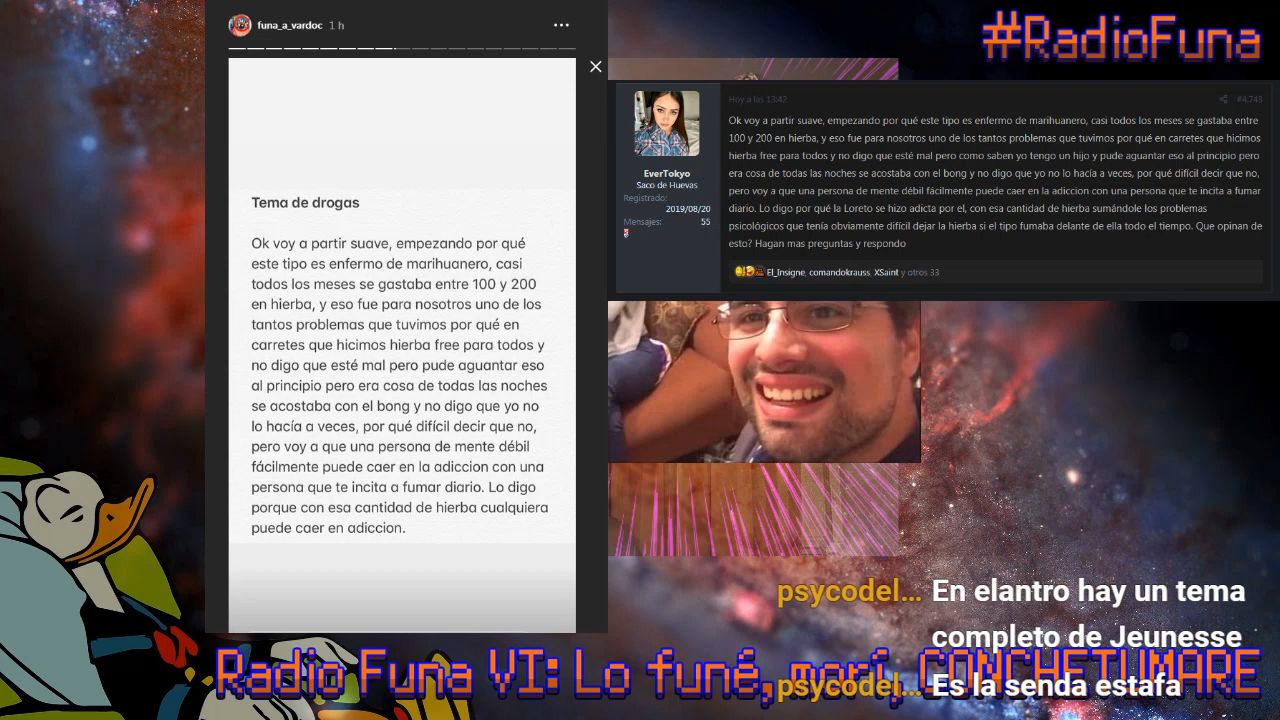 funa_a_vardoc 1 h
Tema de drogas
Ok voy a partir suave, empezando por qué
este tipo es enfermo de marihuanero, casi
todos los meses se gastaba entre 100 y 200
en hierba, y eso fue para nosotros uno de los
tantos problemas que tuvimos por qué en
carretes que hicimos hierba free para todos y
no digo que esté mal pero pude aguantar eso
al principio pero era cosa de todas las noches
se acostaba con el bong y no digo que yo no
lo hacía a veces, por qué difícil decir que no,
pero voy a que una persona de mente débil
fácilmente puede caer en la adiccion con una
persona que te incita a fumar diario. Lo digo
porque con esa cantidad de hierba cualquiera
puede caer en adiccion.
#RadioFuna
Hoy a las 13:42 #4.743
EverTokyo
Saco de Huevas
Registrado:
2019/08/20
Mensajes: 55
Ok voy a partir suave, empezando por qué este tipo es enfermo de marihuanero, casi todos los meses se gastaba entre
100 y 200 en hierba, y eso fue para nosotros uno de los tantos problemas que tuvimos por qué en carretes que hicimos
hierba free para todos y no digo que esté mal pero como saben yo tengo un hijo y pude aguantar eso al principio pero
era cosa de todas las noches se acostaba con el bong y no digo que yo no lo hacía a veces, por qué difícil decir que no,
pero voy a que una persona de mente débil fácilmente puede caer en la adiccion con una persona que te incita a fumar
diario. Lo digo por qué la Loreto se hizo adicta por el, con esa cantidad de hierba sumándole los problemas
psicológicos que tenía obviamente difícil dejar la hierba si el tipo fumaba delante de ella todo el tiempo. Que opinan de
esto? Hagan mas preguntas y respondo
El_Insigne, comandokrauss, XSaint y otros 33
psycodel... En elantro hay un tema
completo de Jeunesse
psycodel... Es la senda estafa
Radio Funa VI: Lo funé, morí, CONCHETUMARE